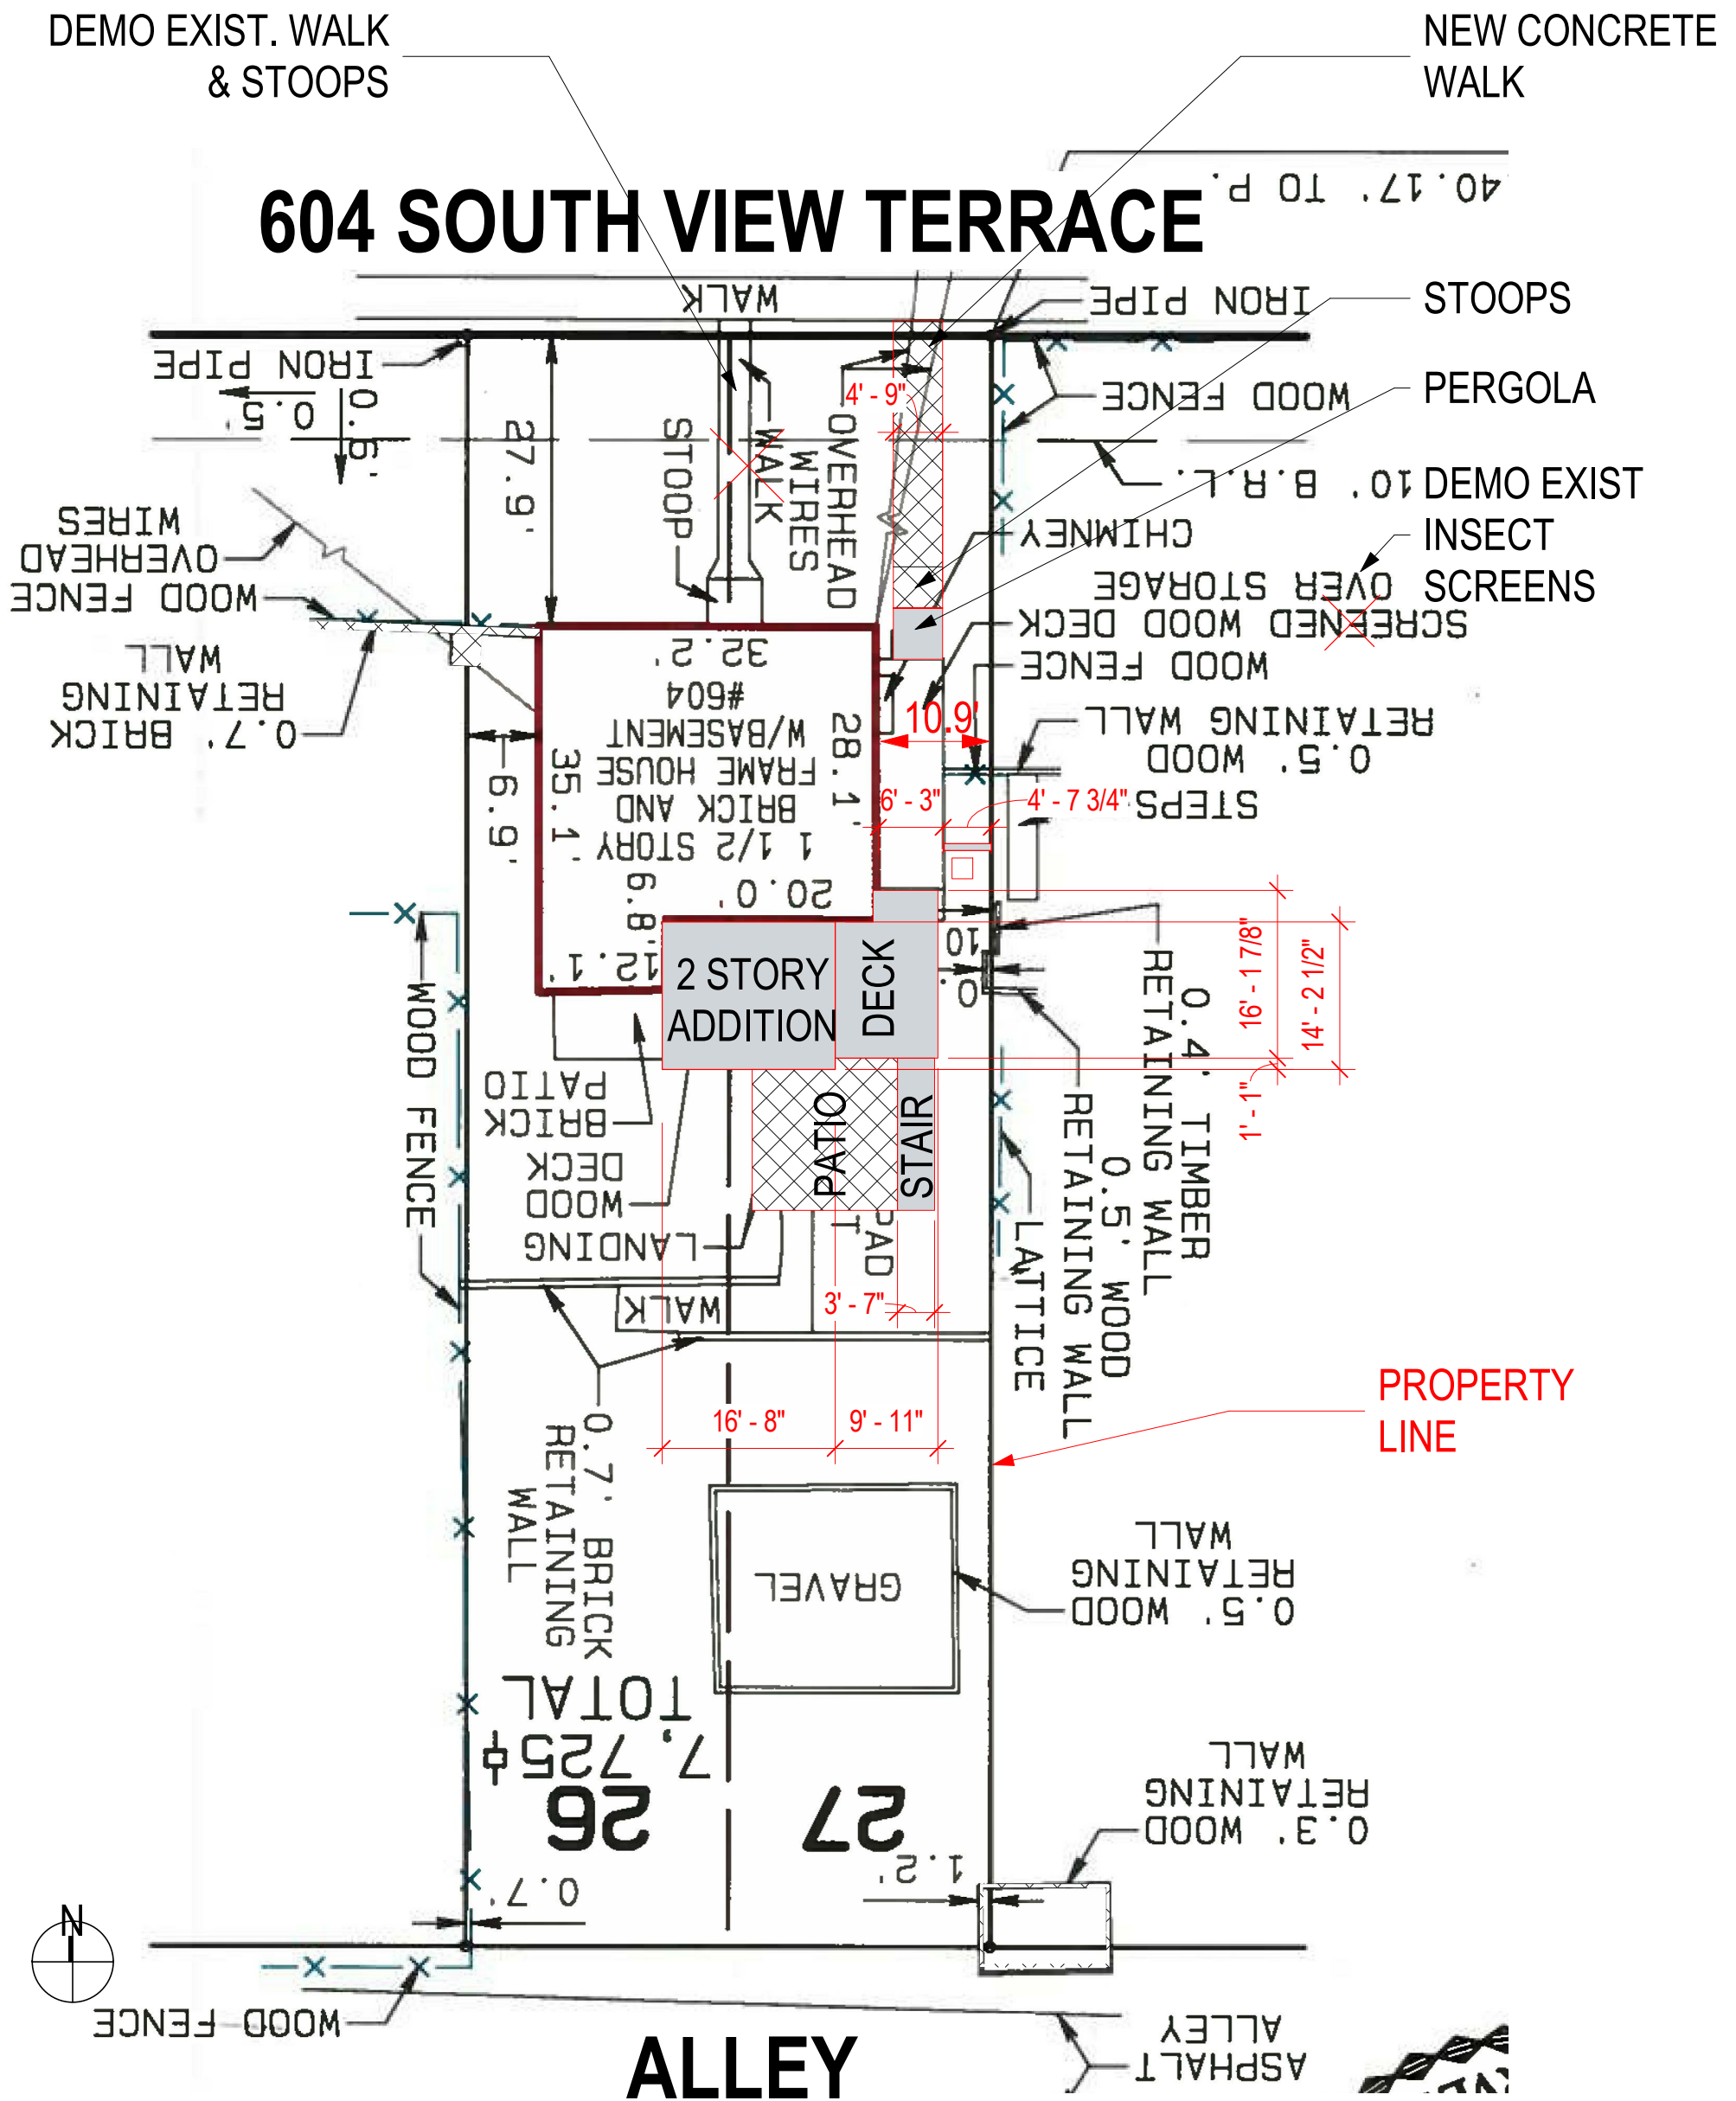 DEMO EXIST. WALK
& STOOPS
NEW CONCRETE
WALK
40.17' TO P.
604 SOUTH VIEW TERRACE
WALK
IRON PIPE
STOOPS
IRON PIPE
0.5'
0.6'
27.9'
STOOP
WALK
OVERHEAD
WIRES
4' - 9"
WOOD FENCE
PERGOLA
10' B.R.L.
DEMO EXIST
INSECT
SCREENS
CHIMNEY
SCREENED WOOD DECK
OVER STORAGE
WOOD FENCE
OVERHEAD
WIRES
WOOD FENCE
0.7' BRICK
RETAINING
WALL
32.2'
#604
1 1/2 STORY
BRICK AND
FRAME HOUSE
W/BASEMENT
28.1'
35.1'
6.9'
10.9'
0.5' WOOD
RETAINING WALL
STEPS
6' - 3"
4' - 7 3/4"
20.0'
6.8'
12.1'
2 STORY
ADDITION
DECK
10
0.
16' - 1 7/8"
14' - 2 1/2"
1' - 1"
0.4' TIMBER
RETAINING WALL
0.5' WOOD
RETAINING WALL
LATTICE
WOOD FENCE
BRICK
PATIO
WOOD
DECK
LANDING
PATIO
STAIR
PAD
WALK
3' - 7"
16' - 8"
9' - 11"
PROPERTY
LINE
0.7' BRICK
RETAINING
WALL
GRAVEL
0.5' WOOD
RETAINING
WALL
7,725
TOTAL
26
27
0.3' WOOD
RETAINING
WALL
0.7'
1.2'
N
WOOD FENCE
ALLEY
ASPHALT
ALLEY